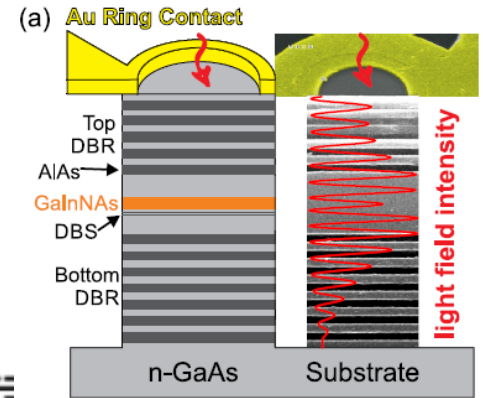 (a) Au Ring Contact
Top
DBR
AlAs
GaInNAs
DBS
Bottom
DBR
light field intensity
n-GaAs
Substrate